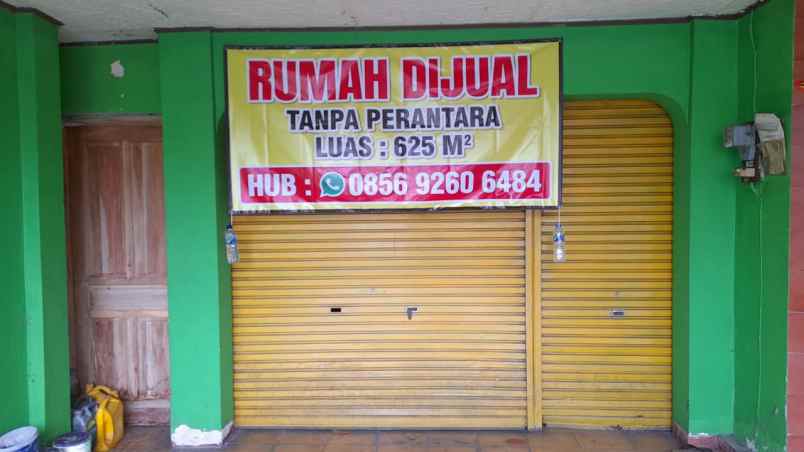 RUMAH DIJUAL
TANPA PERANTARA
LUAS : 625 M²
HUB : 0856 9260 6484